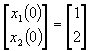 [x₁(0)] = [1]
[x₂(0)] = [2]